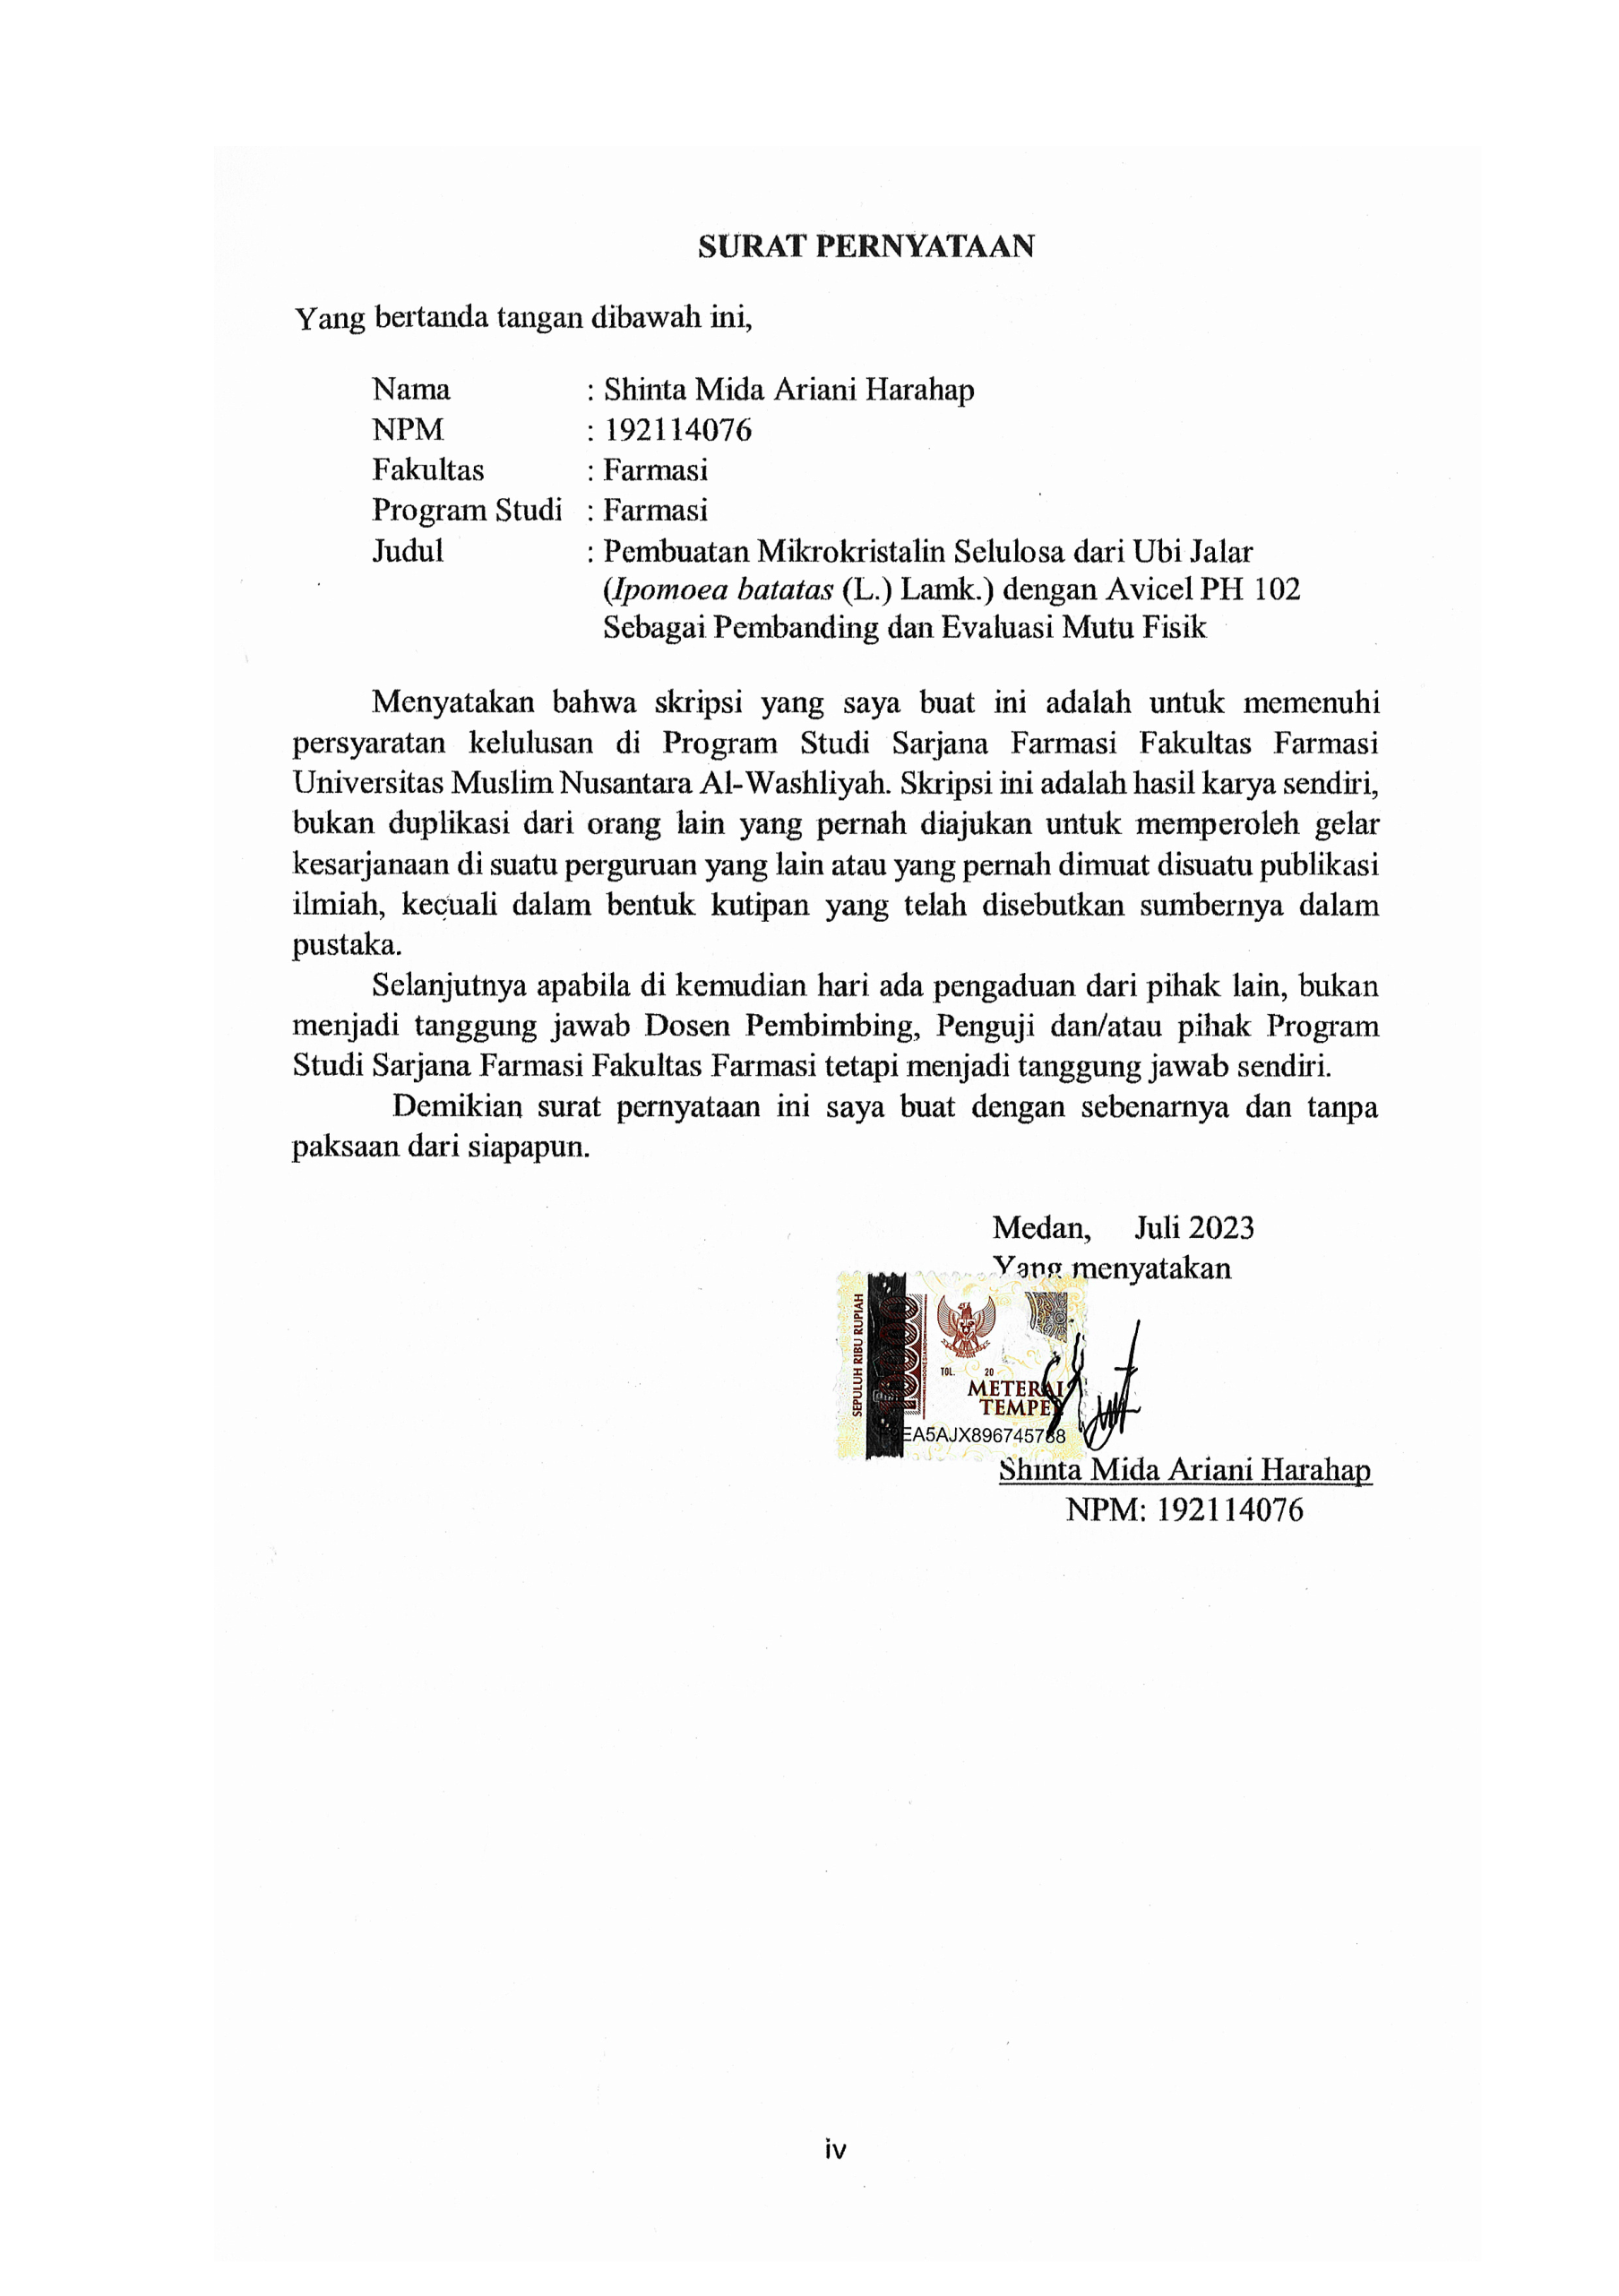 SURAT PERNYATAAN
Yang bertanda tangan dibawah ini,
Nama : Shinta Mida Ariani Harahap
NPM : 192114076
Fakultas : Farmasi
Program Studi : Farmasi
Judul : Pembuatan Mikrokristalin Selulosa dari Ubi Jalar
(Ipomoea batatas (L.) Lamk.) dengan Avicel PH 102
Sebagai Pembanding dan Evaluasi Mutu Fisik
Menyatakan bahwa skripsi yang saya buat ini adalah untuk memenuhi
persyaratan kelulusan di Program Studi Sarjana Farmasi Fakultas Farmasi
Universitas Muslim Nusantara Al-Washliyah. Skripsi ini adalah hasil karya sendiri,
bukan duplikasi dari orang lain yang pernah diajukan untuk memperoleh gelar
kesarjanaan di suatu perguruan yang lain atau yang pernah dimuat disuatu publikasi
ilmiah, kecuali dalam bentuk kutipan yang telah disebutkan sumbernya dalam
pustaka.
Selanjutnya apabila di kemudian hari ada pengaduan dari pihak lain, bukan
menjadi tanggung jawab Dosen Pembimbing, Penguji dan/atau pihak Program
Studi Sarjana Farmasi Fakultas Farmasi tetapi menjadi tanggung jawab sendiri.
Demikian surat pernyataan ini saya buat dengan sebenarnya dan tanpa
paksaan dari siapapun.
Medan, Juli 2023
Yang menyatakan
SEPULUH RIBU RUPIAH
10000
TGL. 20
METERAI
TEMPEL
EA5AJX896745788
Shinta Mida Ariani Harahap
NPM: 192114076
iv